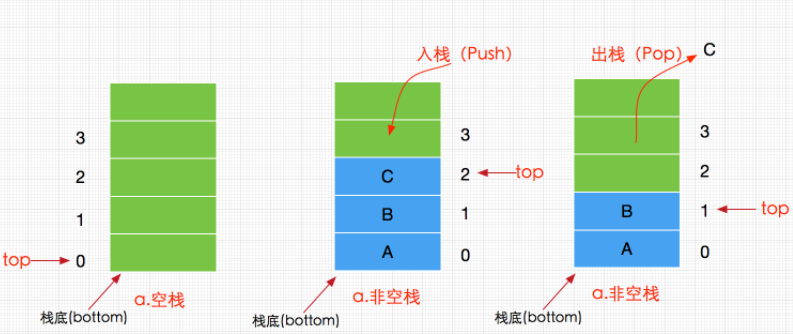 3
2
1
top 0
栈底(bottom)
a.空栈
入栈（Push）
3
C 2 top
B 1
A 0
栈底(bottom)
a.非空栈
出栈（Pop） C
3
2
B 1 top
A 0
栈底(bottom)
a.非空栈